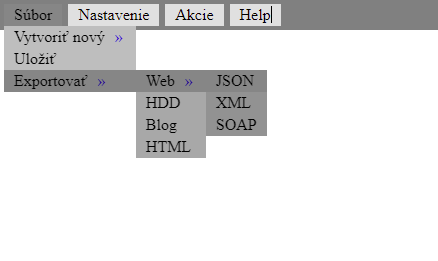 Súbor Nastavenie Akcie Help
Vytvoriť nový »
Uložiť
Exportovať » Web » JSON
HDD XML
Blog SOAP
HTML